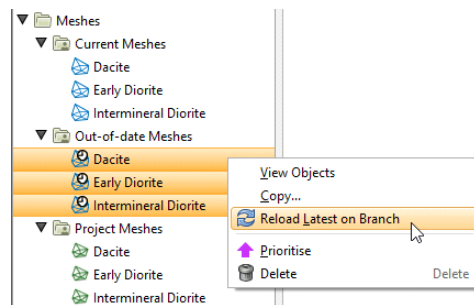 Meshes
Current Meshes
Dacite
Early Diorite
Intermineral Diorite
Out-of-date Meshes
Dacite
Early Diorite
Intermineral Diorite
Project Meshes
Dacite
Early Diorite
Intermineral Diorite
View Objects
Copy...
Reload Latest on Branch
Prioritise
Delete Delete